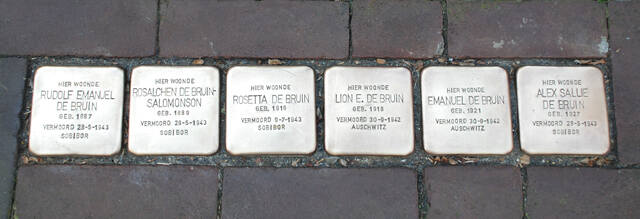 HIER WOONDE
RUDOLF EMANUEL
DE BRUIN
GEB. 1887
VERMOORD 28-5-1943
SOBIBOR
HIER WOONDE
ROSALCHEN DE BRUIN-
SALOMONSON
GEB. 1889
VERMOORD 28-5-1943
SOBIBOR
HIER WOONDE
ROSETTA DE BRUIN
GEB. 1916
VERMOORD 9-7-1943
SOBIBOR
HIER WOONDE
LION E. DE BRUIN
GEB. 1918
VERMOORD 30-9-1942
AUSCHWITZ
HIER WOONDE
EMANUEL DE BRUIN
GEB. 1921
VERMOORD 30-9-1942
AUSCHWITZ
HIER WOONDE
ALEX SALLIE
DE BRUIN
GEB. 1927
VERMOORD 28-5-1943
SOBIBOR